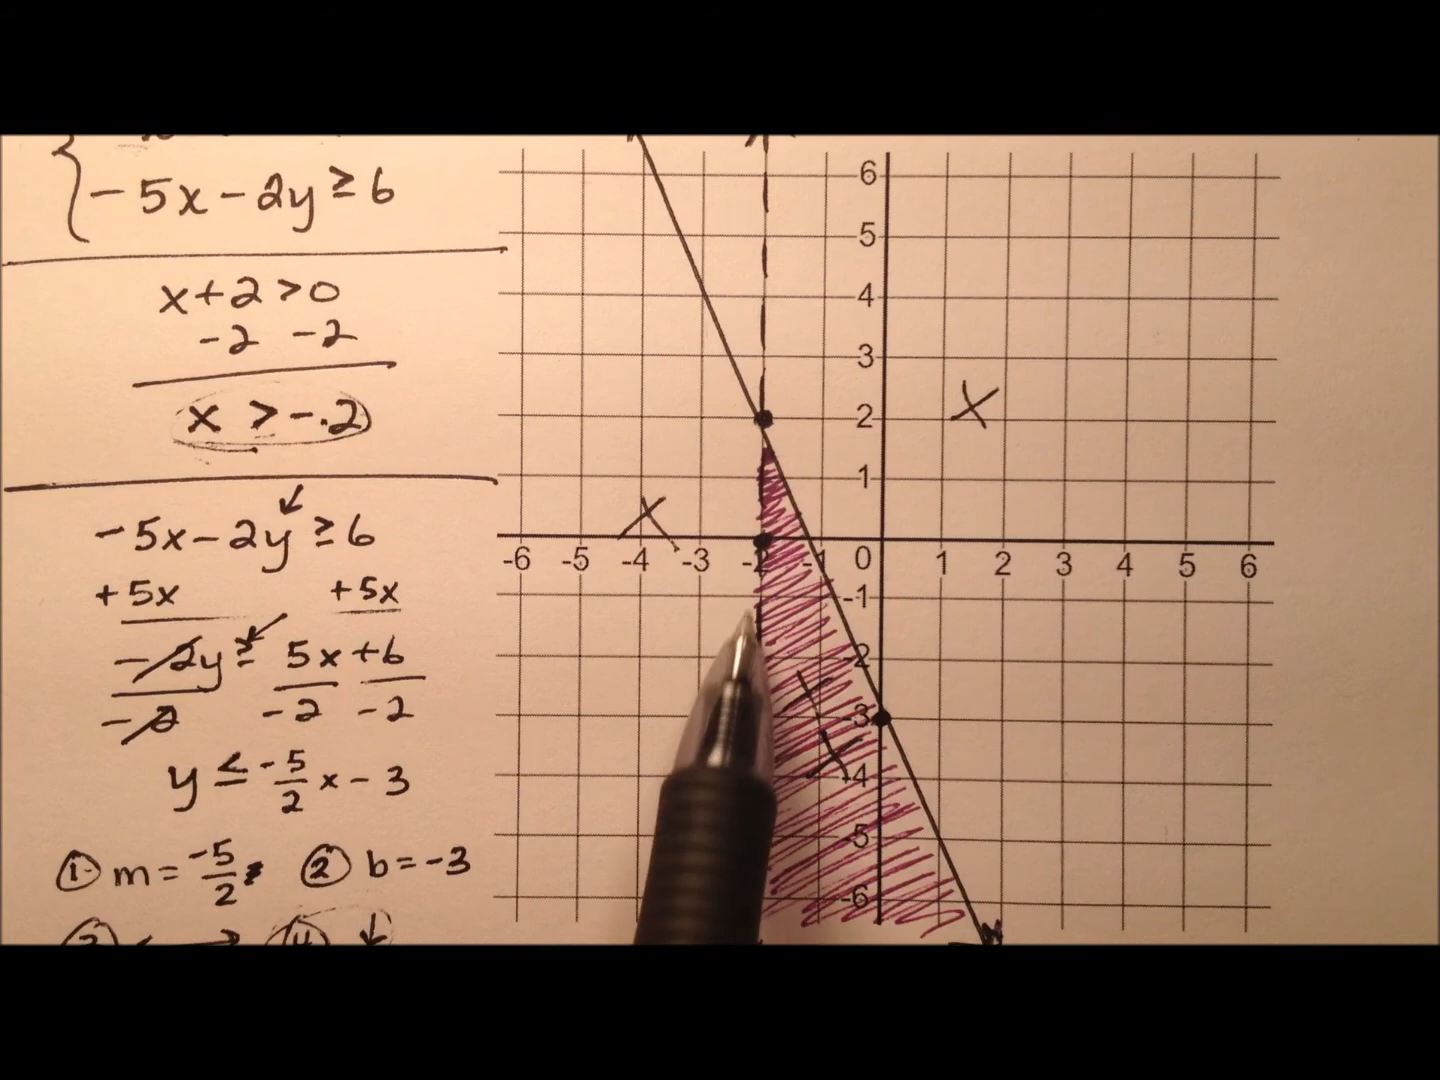 -5x-2y≥6
x+2>0
-2 -2
x > -2
-5x-2y≥6
+5x +5x
-2y ≤ 5x+6
-2 -2 -2
y ≤ -5/2 x - 3
① m = -5/2 ② b = -3
③ → ④ ↓
6
5
4
3
2
1
-6 -5 -4 -3 -2 -1 0 1 2 3 4 5 6
-1
-2
-3
-4
-5
-6